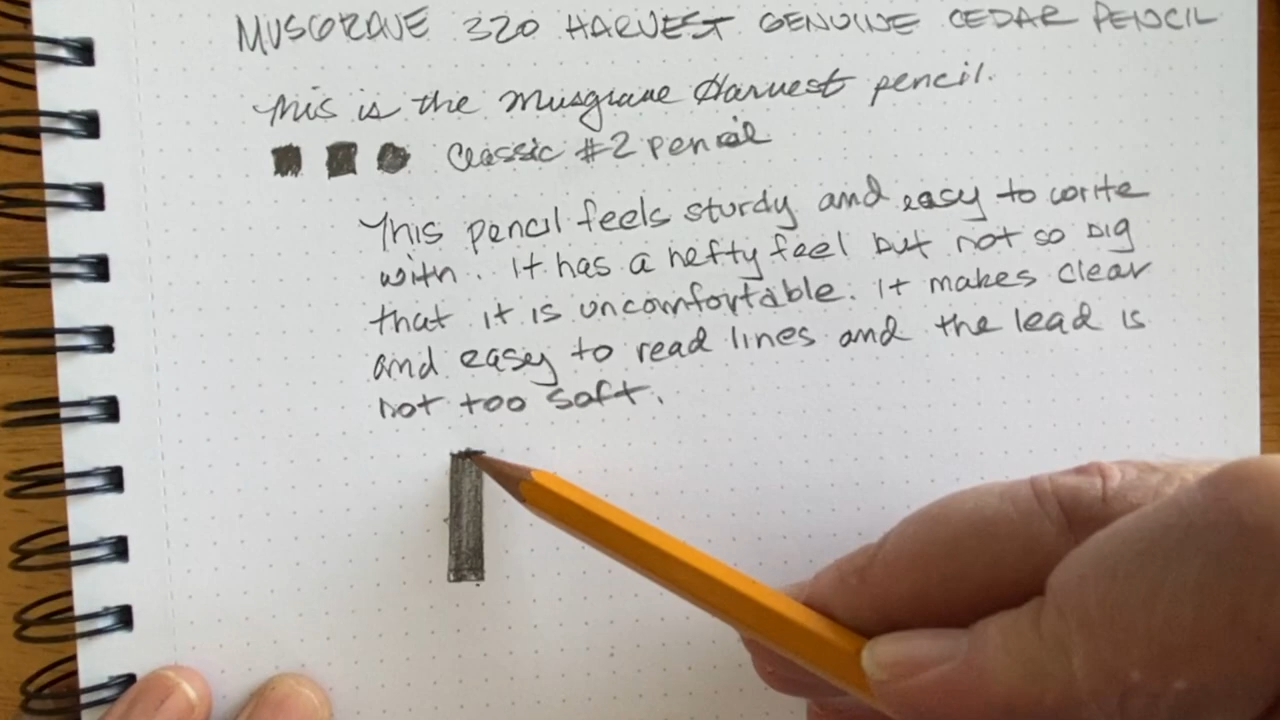 MUSGRAVE 320 HARVEST GENUINE CEDAR PENCIL
This is the Musgrave Harvest pencil.
Classic #2 pencil
This pencil feels sturdy and easy to write
with. It has a hefty feel but not so big
that it is uncomfortable. It makes clear
and easy to read lines and the lead is
not too soft.